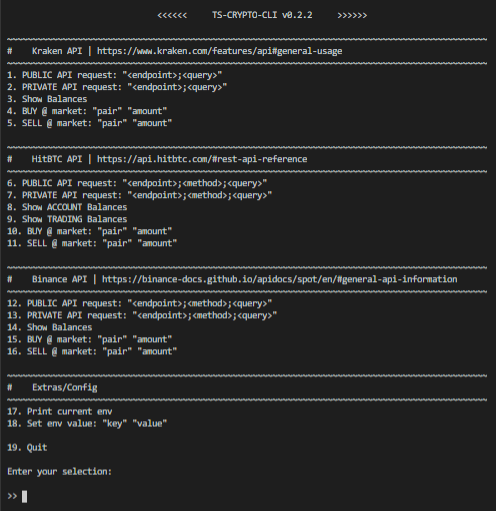 <<<<<< TS-CRYPTO-CLI v0.2.2 >>>>>>
~~~~~~~~~~~~~~~~~~~~~~~~~~~~~~~~~~~~~~~~~~~~~~~~~~~~~~~~~~~~~~~~~~~~~~~~~~~~~~~~~~~~~~~~~~~~~~~~
# Kraken API | https://www.kraken.com/features/api#general-usage
~~~~~~~~~~~~~~~~~~~~~~~~~~~~~~~~~~~~~~~~~~~~~~~~~~~~~~~~~~~~~~~~~~~~~~~~~~~~~~~~~~~~~~~~~~~~~~~~
1. PUBLIC API request: "<endpoint>;<query>"
2. PRIVATE API request: "<endpoint>;<query>"
3. Show Balances
4. BUY @ market: "pair" "amount"
5. SELL @ market: "pair" "amount"
~~~~~~~~~~~~~~~~~~~~~~~~~~~~~~~~~~~~~~~~~~~~~~~~~~~~~~~~~~~~~~~~~~~~~~~~~~~~~~~~~~~~~~~~~~~~~~~~
# HitBTC API | https://api.hitbtc.com/#rest-api-reference
~~~~~~~~~~~~~~~~~~~~~~~~~~~~~~~~~~~~~~~~~~~~~~~~~~~~~~~~~~~~~~~~~~~~~~~~~~~~~~~~~~~~~~~~~~~~~~~~
6. PUBLIC API request: "<endpoint>;<method>;<query>"
7. PRIVATE API request: "<endpoint>;<method>;<query>"
8. Show ACCOUNT Balances
9. Show TRADING Balances
10. BUY @ market: "pair" "amount"
11. SELL @ market: "pair" "amount"
~~~~~~~~~~~~~~~~~~~~~~~~~~~~~~~~~~~~~~~~~~~~~~~~~~~~~~~~~~~~~~~~~~~~~~~~~~~~~~~~~~~~~~~~~~~~~~~~
# Binance API | https://binance-docs.github.io/apidocs/spot/en/#general-api-information
~~~~~~~~~~~~~~~~~~~~~~~~~~~~~~~~~~~~~~~~~~~~~~~~~~~~~~~~~~~~~~~~~~~~~~~~~~~~~~~~~~~~~~~~~~~~~~~~
12. PUBLIC API request: "<endpoint>;<method>;<query>"
13. PRIVATE API request: "<endpoint>;<method>;<query>"
14. Show Balances
15. BUY @ market: "pair" "amount"
16. SELL @ market: "pair" "amount"
~~~~~~~~~~~~~~~~~~~~~~~~~~~~~~~~~~~~~~~~~~~~~~~~~~~~~~~~~~~~~~~~~~~~~~~~~~~~~~~~~~~~~~~~~~~~~~~~
# Extras/Config
~~~~~~~~~~~~~~~~~~~~~~~~~~~~~~~~~~~~~~~~~~~~~~~~~~~~~~~~~~~~~~~~~~~~~~~~~~~~~~~~~~~~~~~~~~~~~~~~
17. Print current env
18. Set env value: "key" "value"
19. Quit
Enter your selection:
>>